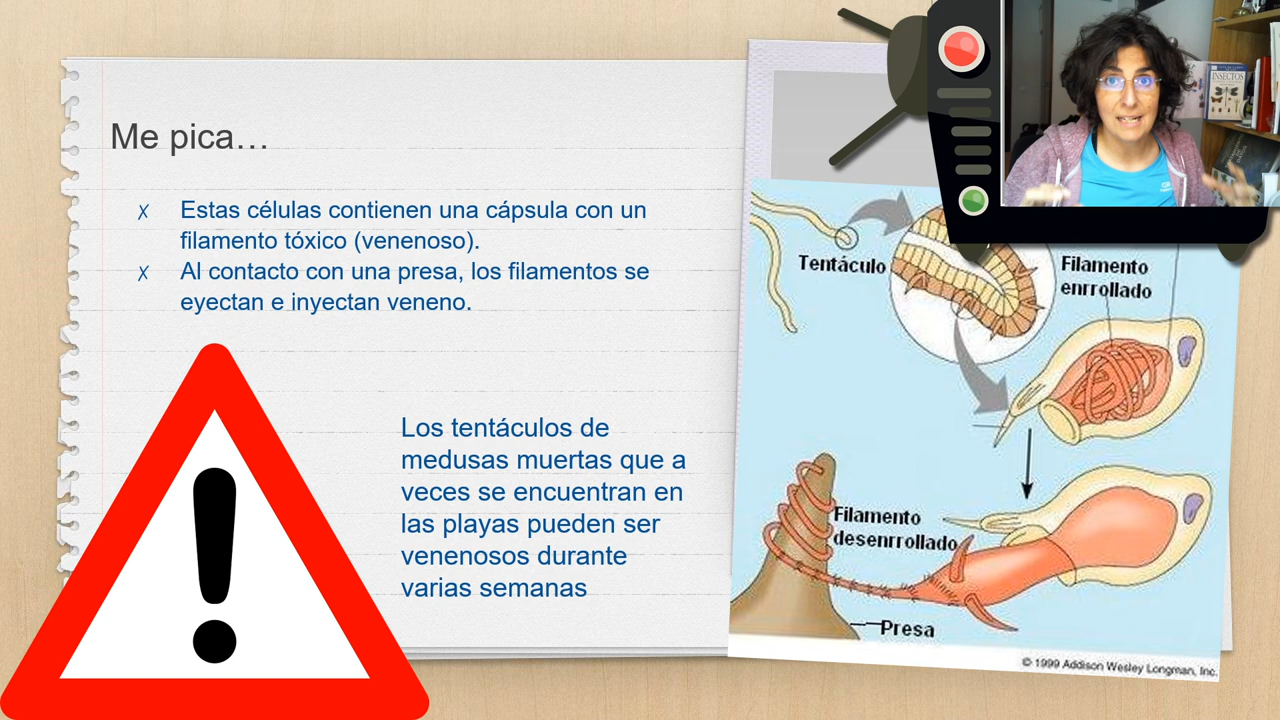 Me pica…
✗ Estas células contienen una cápsula con un
filamento tóxico (venenoso).
✗ Al contacto con una presa, los filamentos se
eyectan e inyectan veneno.
Los tentáculos de
medusas muertas que a
veces se encuentran en
las playas pueden ser
venenosos durante
varias semanas
INSECTOS
Tentáculo
Filamento
enrrollado
Filamento
desenrrollado
Presa
© 1999 Addison Wesley Longman, Inc.